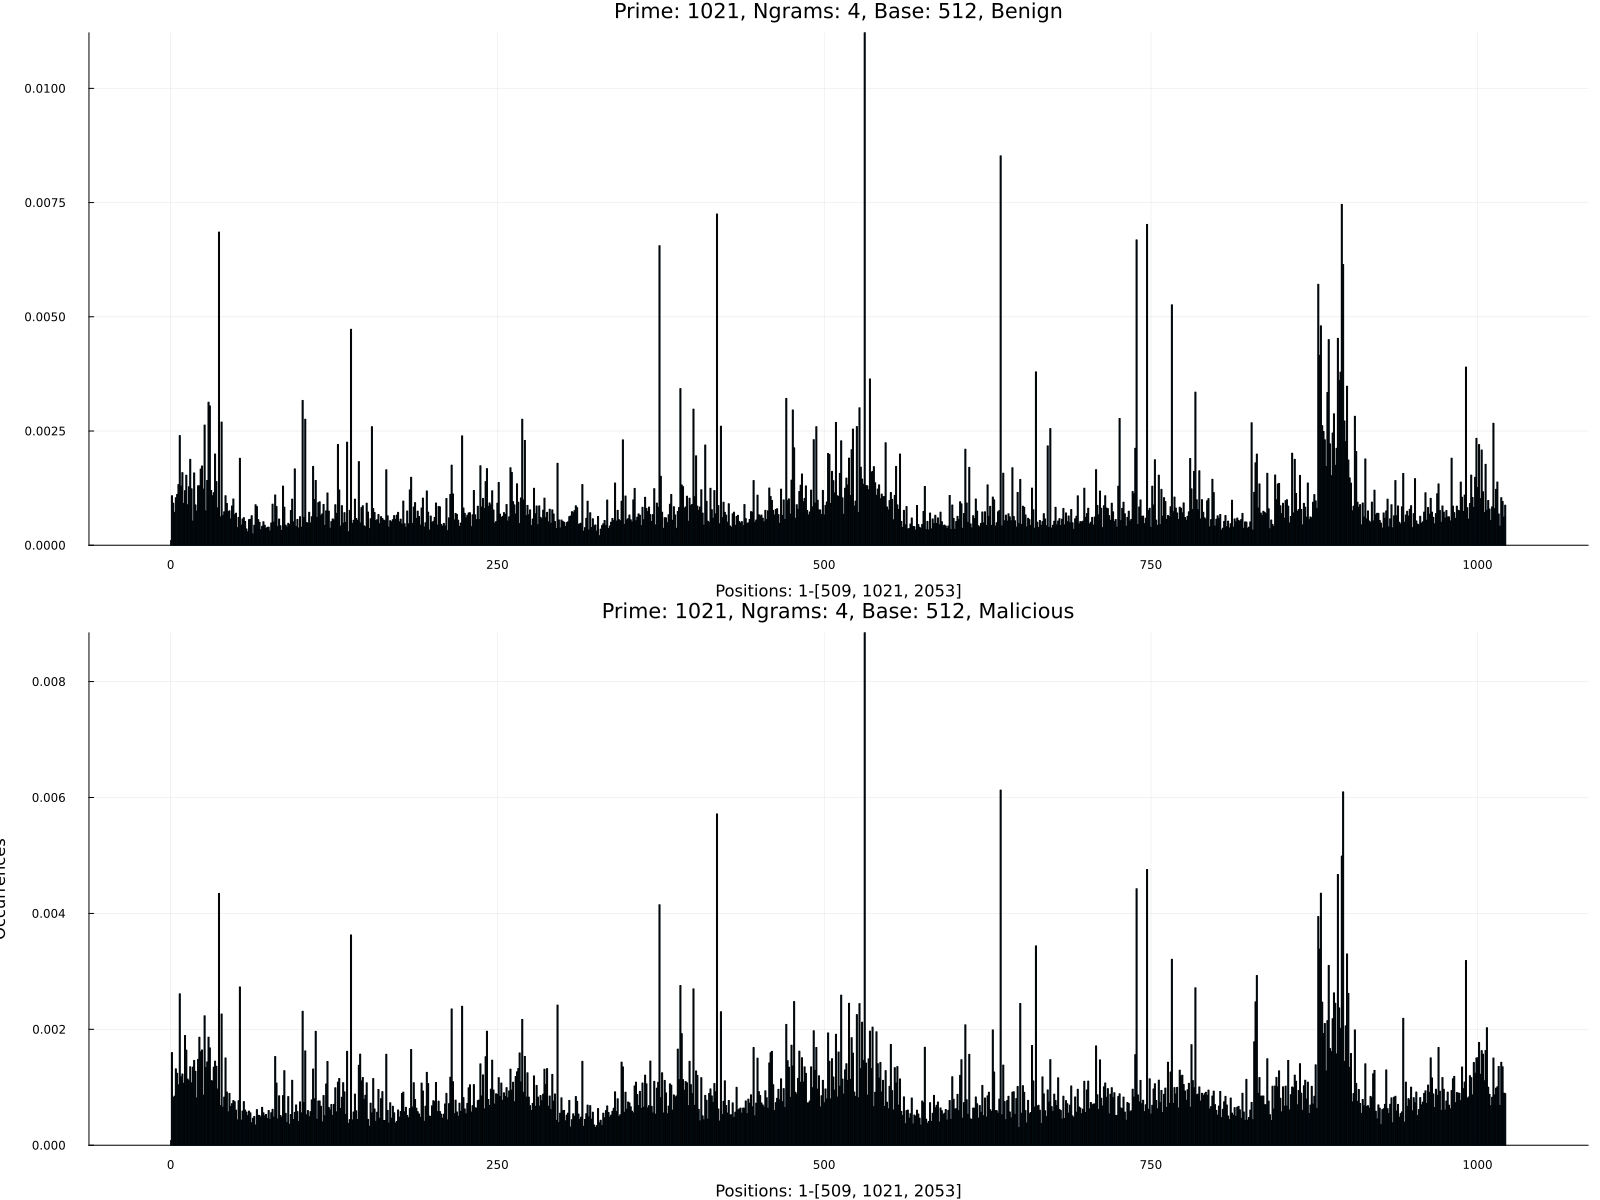 Prime: 1021, Ngrams: 4, Base: 512, Benign
0.0100
0.0075
0.0050
0.0025
0.0000
0 250 500 750 1000
Positions: 1-[509, 1021, 2053]
Prime: 1021, Ngrams: 4, Base: 512, Malicious
0.008
0.006
0.004
0.002
0.000
Occurrences
0 250 500 750 1000
Positions: 1-[509, 1021, 2053]